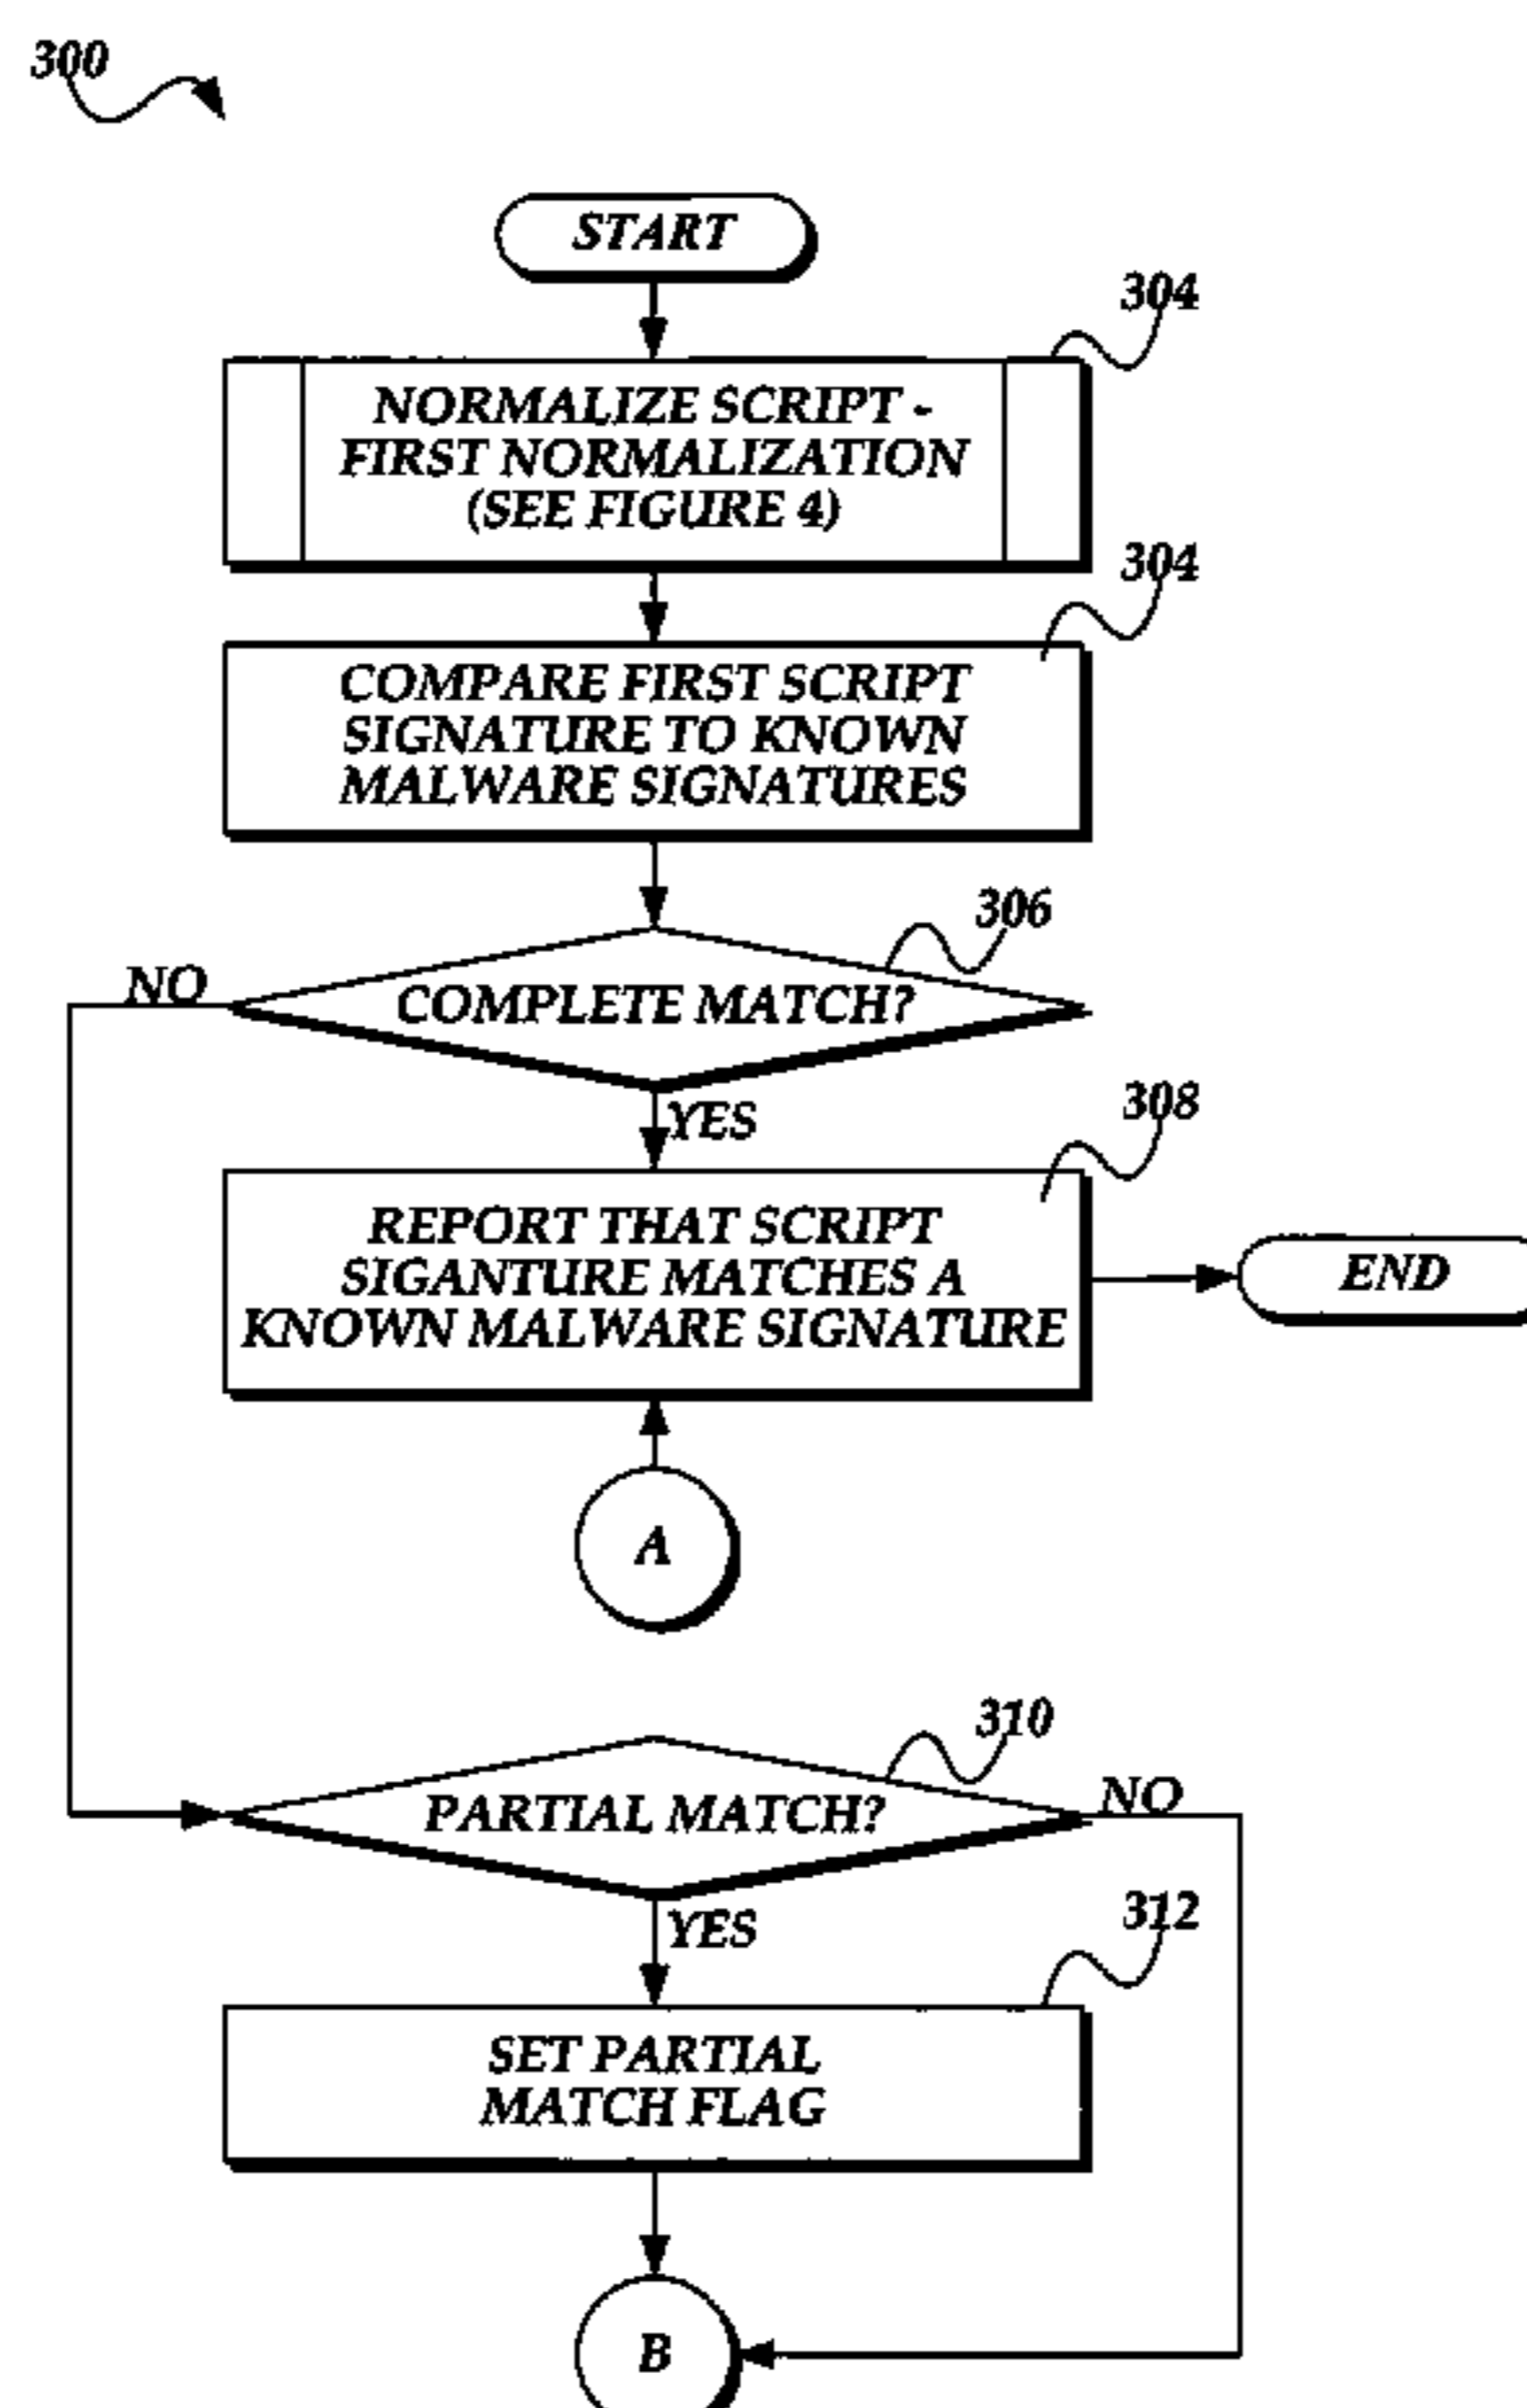 300
START
304
NORMALIZE SCRIPT -
FIRST NORMALIZATION
(SEE FIGURE 4)
304
COMPARE FIRST SCRIPT
SIGNATURE TO KNOWN
MALWARE SIGNATURES
306
NO
COMPLETE MATCH?
YES
308
REPORT THAT SCRIPT
SIGANTURE MATCHES A
KNOWN MALWARE SIGNATURE
END
A
310
NO
PARTIAL MATCH?
YES
312
SET PARTIAL
MATCH FLAG
B